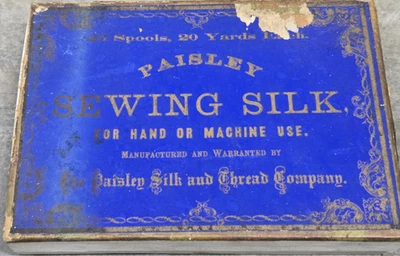 Spools, 20 Yards Each.
PAISLEY
SEWING SILK,
FOR HAND OR MACHINE USE.
MANUFACTURED AND WARRANTED BY
The Paisley Silk and Thread Company.